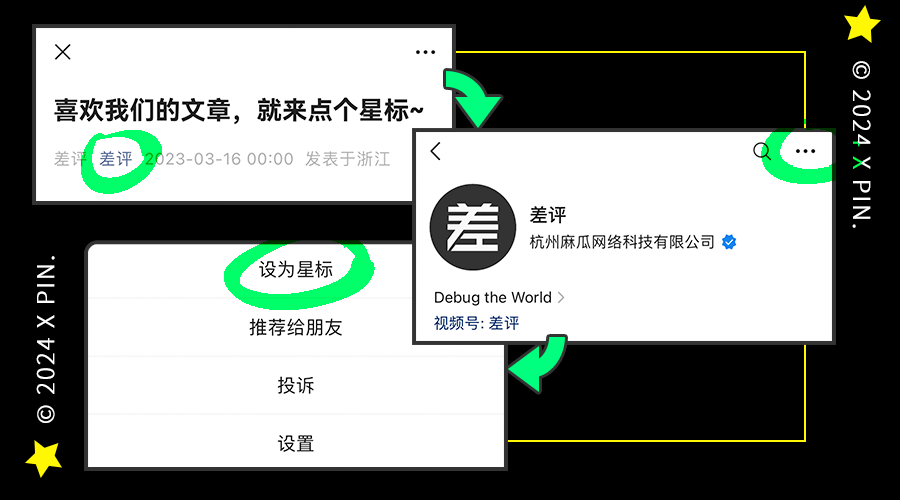 喜欢我们的文章，就来点个星标~
差评 差评 2023-03-16 00:00 发表于浙江
© 2024 X PIN.
差
差评
杭州麻瓜网络科技有限公司
Debug the World
视频号: 差评
设为星标
推荐给朋友
投诉
设置
© 2024 X PIN.